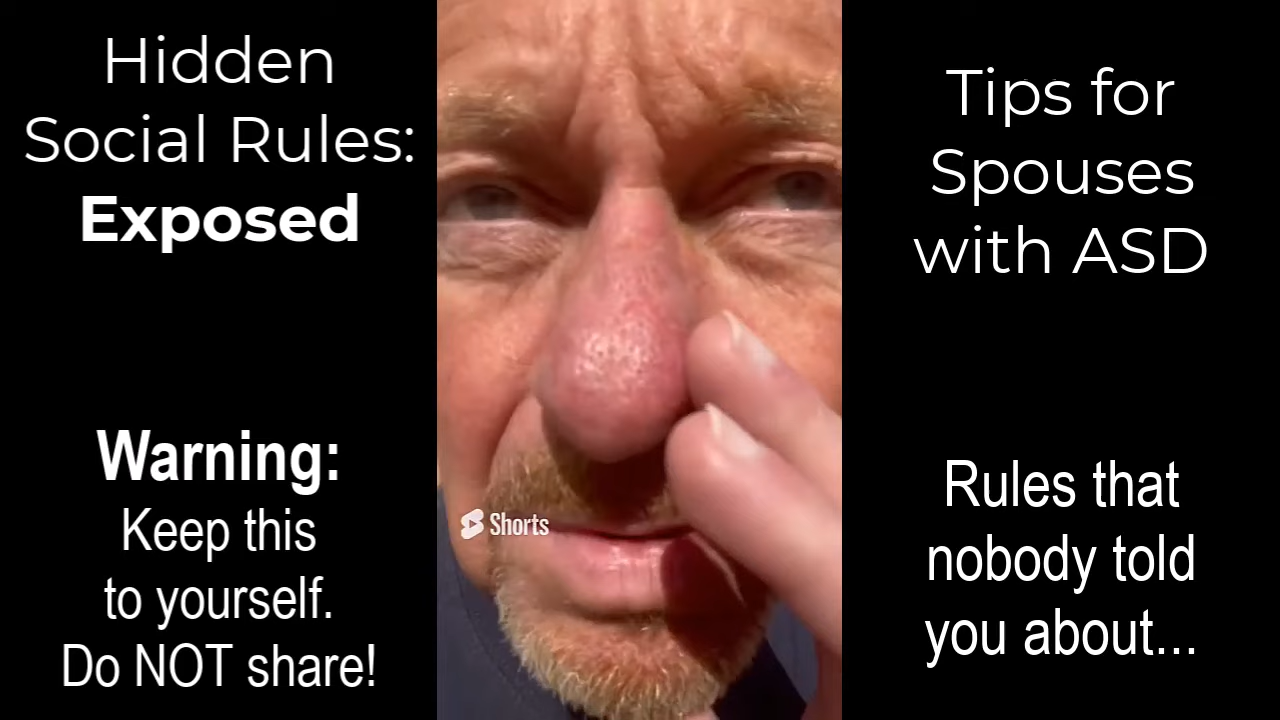 Hidden
Social Rules:
Exposed
Warning:
Keep this
to yourself.
Do NOT share!
Shorts
Tips for
Spouses
with ASD
Rules that
nobody told
you about...